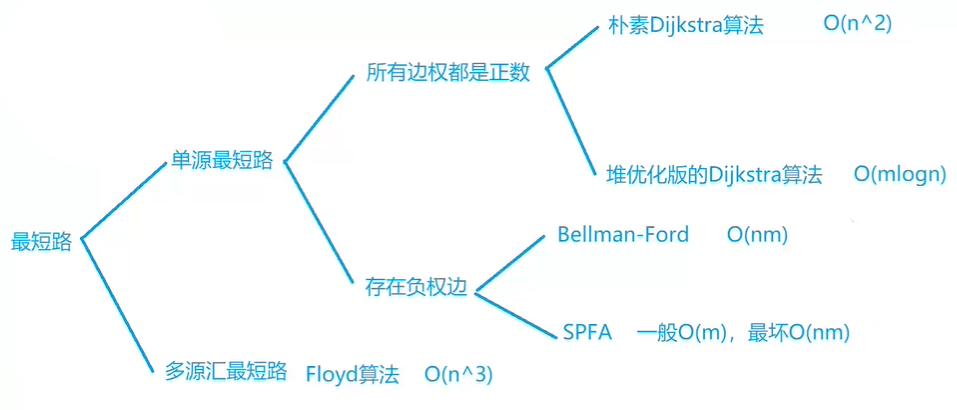 朴素Dijkstra算法 O(n^2)
所有边权都是正数
单源最短路
堆优化版的Dijkstra算法 O(mlogn)
最短路
Bellman-Ford O(nm)
存在负权边
SPFA 一般O(m)，最坏O(nm)
多源汇最短路 Floyd算法 O(n^3)